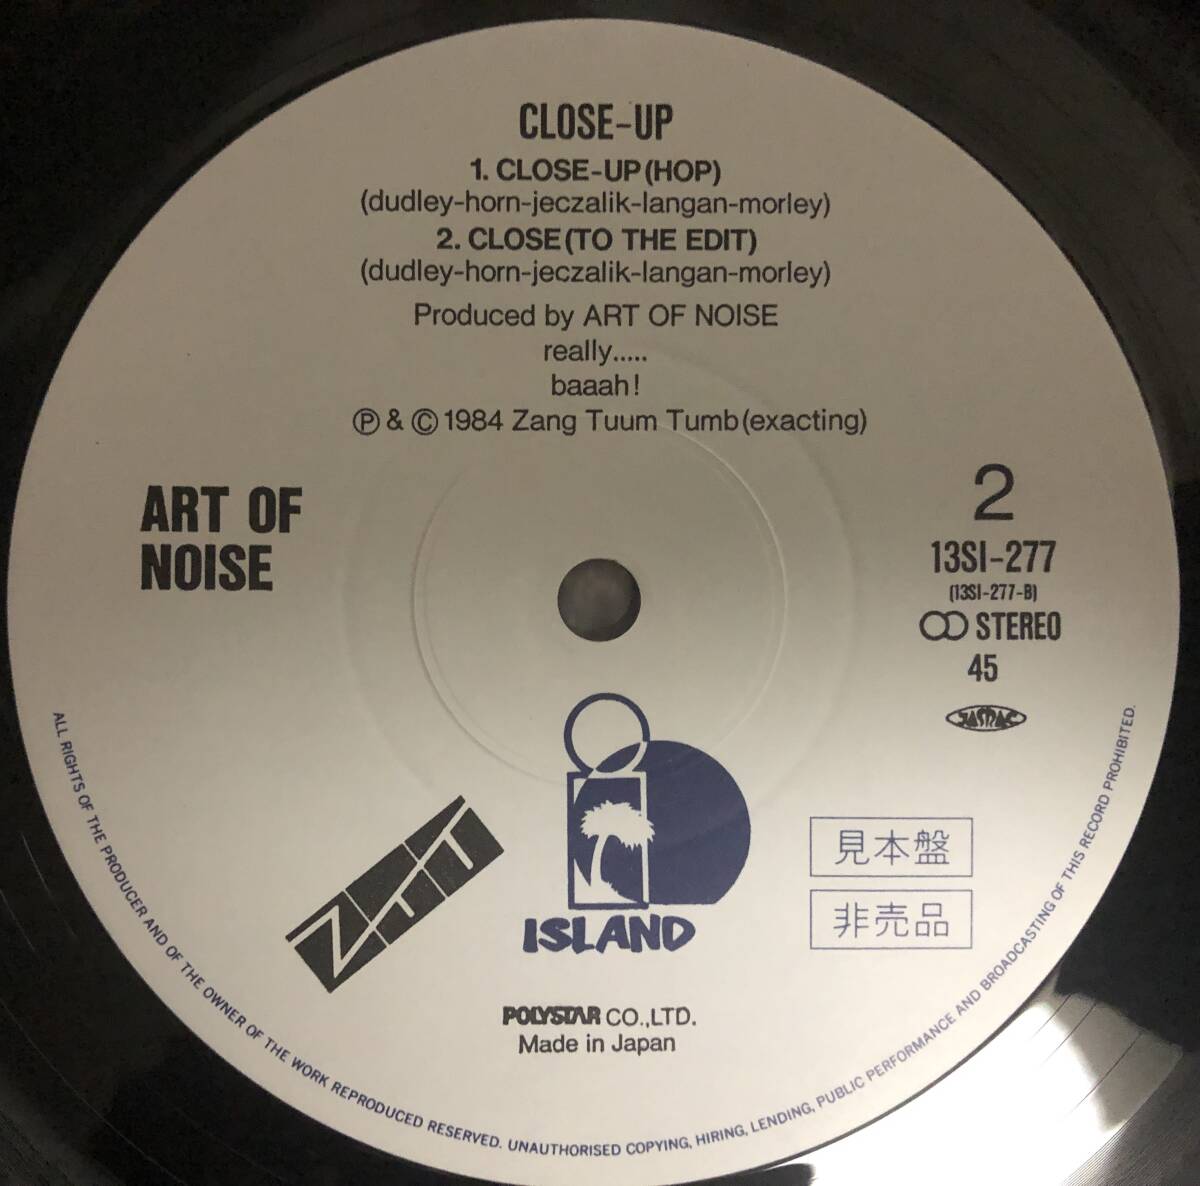 CLOSE-UP
1. CLOSE-UP (HOP)
(dudley-horn-jeczalik-langan-morley)
2. CLOSE (TO THE EDIT)
(dudley-horn-jeczalik-langan-morley)
Produced by ART OF NOISE
really.....
baaah!
Ⓟ & © 1984 Zang Tuum Tumb (exacting)
ART OF
NOISE
2
13SI-277
(13SI-277-B)
STEREO
45
JASRAC
ZTT
ISLAND
見本盤
非売品
POLYSTAR CO.,LTD.
Made in Japan
ALL RIGHTS OF THE PRODUCER AND OF THE OWNER OF THE WORK REPRODUCED RESERVED. UNAUTHORISED COPYING, HIRING, LENDING, PUBLIC PERFORMANCE AND BROADCASTING OF THIS RECORD PROHIBITED.